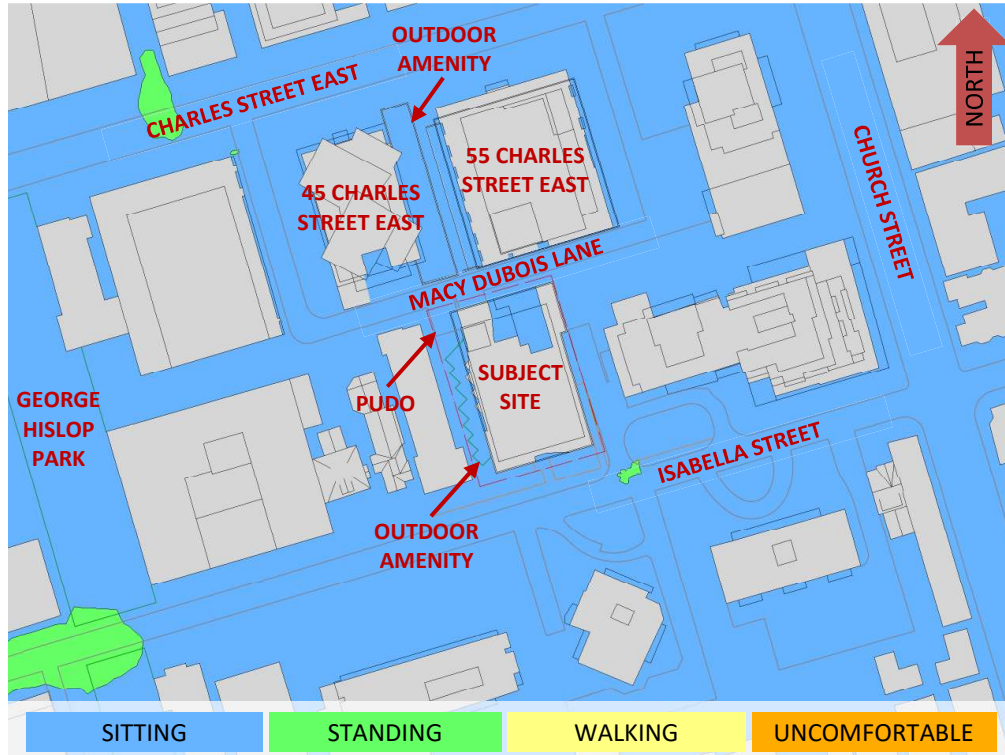 OUTDOOR
AMENITY
NORTH
CHARLES STREET EAST
55 CHARLES
STREET EAST
CHURCH STREET
45 CHARLES
STREET EAST
MACY DUBOIS LANE
GEORGE
HISLOP
PARK
PUDO
SUBJECT
SITE
ISABELLA STREET
OUTDOOR
AMENITY
SITTING
STANDING
WALKING
UNCOMFORTABLE